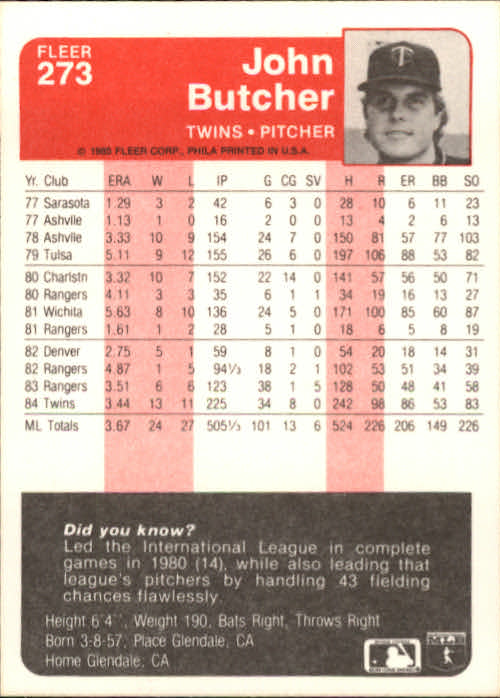 FLEER
273
John
Butcher
TWINS • PITCHER
© 1985 FLEER CORP., PHILA PRINTED IN U.S.A.
Yr. Club ERA W L IP G CG SV H R ER BB SO
77 Sarasota 1.29 3 2 42 6 3 0 28 10 6 11 23
77 Ashvlle 1.13 1 0 16 2 0 0 13 4 2 6 13
78 Ashvlle 3.33 10 9 154 24 7 0 150 81 57 77 103
79 Tulsa 5.11 9 12 155 26 6 0 197 106 88 53 82
80 Charlstn 3.32 10 7 152 22 14 0 141 57 56 50 71
80 Rangers 4.11 3 3 35 6 1 1 34 19 16 13 27
81 Wichita 5.63 8 10 136 24 5 0 171 100 85 60 87
81 Rangers 1.61 1 2 28 5 1 0 18 6 5 8 19
82 Denver 2.75 5 1 59 8 1 0 54 20 18 14 31
82 Rangers 4.87 1 5 94⅓ 18 2 1 102 53 51 34 39
83 Rangers 3.51 6 6 123 38 1 5 128 50 48 41 58
84 Twins 3.44 13 11 225 34 8 0 242 98 86 53 83
ML Totals 3.67 24 27 505⅓ 101 13 6 524 226 206 149 226
Did you know?
Led the International League in complete
games in 1980 (14), while also leading that
league's pitchers by handling 43 fielding
chances flawlessly.
Height 6'4'', Weight 190, Bats Right, Throws Right
Born 3-8-57, Place Glendale, CA
Home Glendale, CA